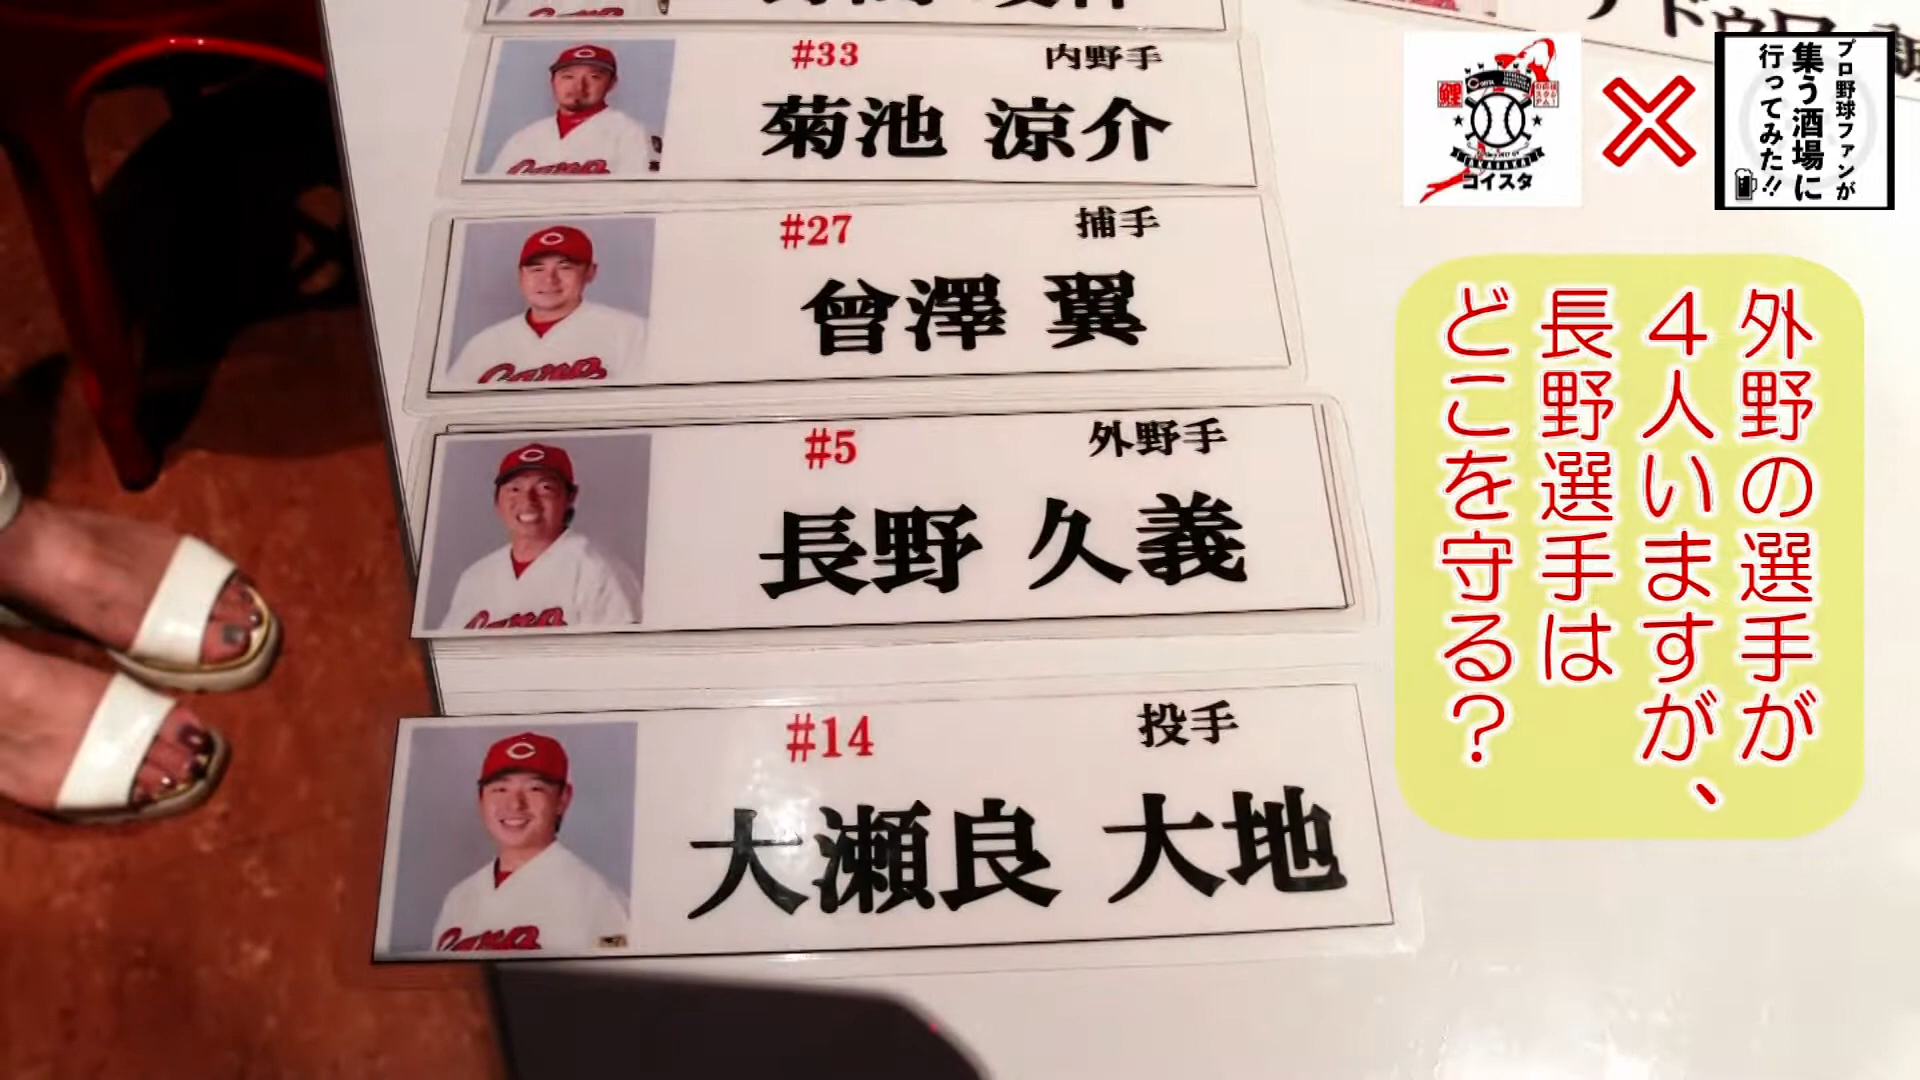 #33 内野手
菊池 涼介
#27 捕手
曾澤 翼
#5 外野手
長野 久義
#14 投手
大瀬良 大地
コイスタ
プロ野球ファンが
集う酒場に
行ってみた!!
外野の選手が
４人いますが、
長野選手は
どこを守る？